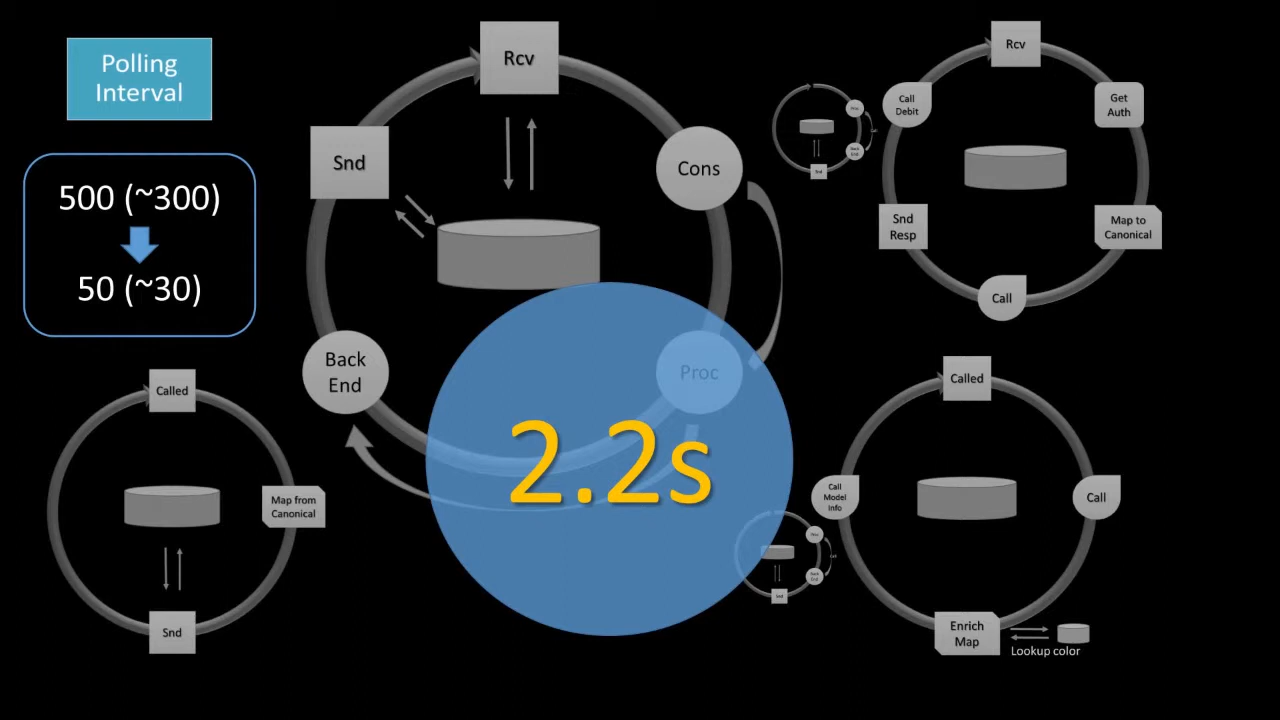 Polling
Interval
500 (~300)
50 (~30)
Rcv
Snd
Cons
Back
End
Proc
2.2s
Rcv
Call
Debit
Get
Auth
Snd
Resp
Map to
Canonical
Call
Snd
Called
Map from
Canonical
Snd
Called
Call
Model
Info
Call
Enrich
Map
Lookup color
Snd